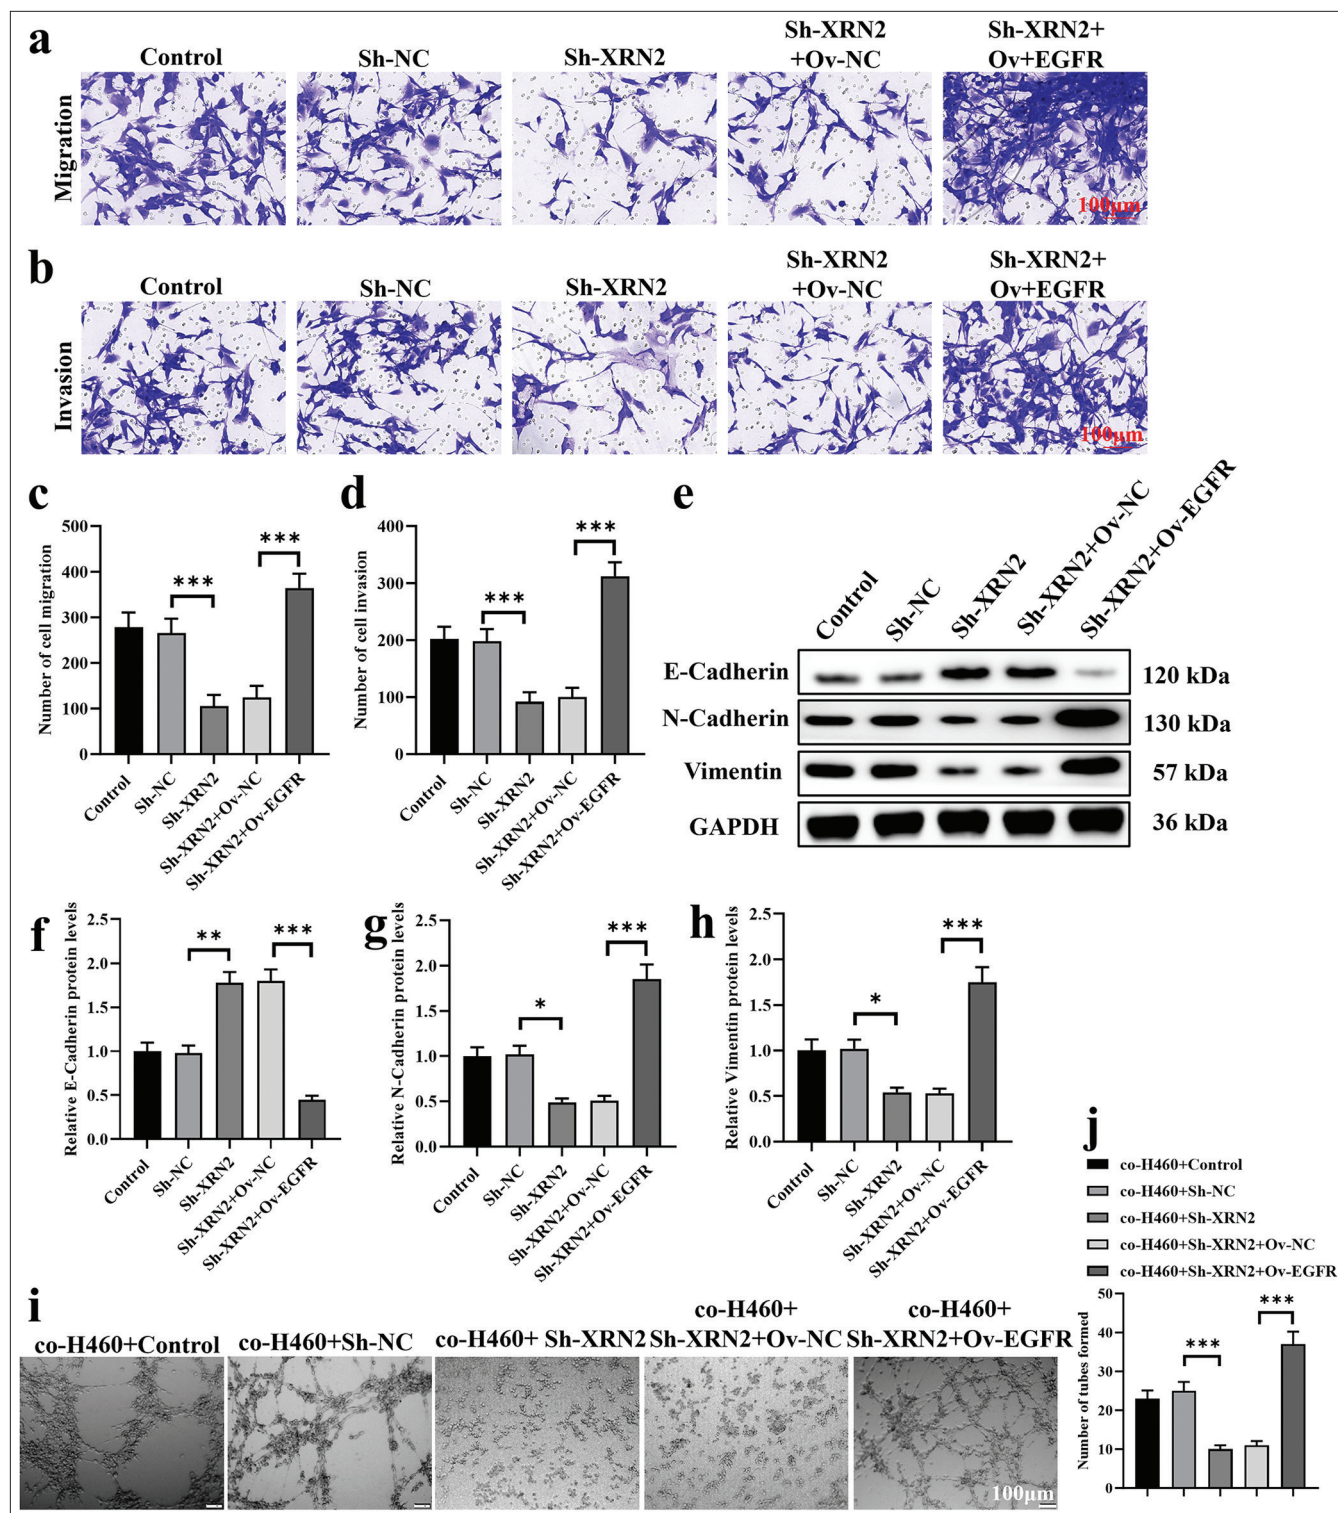 a
Control
Sh-NC
Sh-XRN2
Sh-XRN2
+Ov-NC
Sh-XRN2+
Ov+EGFR
Migration
100μm
b
Control
Sh-NC
Sh-XRN2
Sh-XRN2
+Ov-NC
Sh-XRN2+
Ov+EGFR
Invasion
100μm
c
Number of cell migration
500
400
300
200
100
0
***
***
Control
Sh-NC
Sh-XRN2
Sh-XRN2+Ov-NC
Sh-XRN2+Ov-EGFR
d
Number of cell invasion
400
300
200
100
0
***
***
Control
Sh-NC
Sh-XRN2
Sh-XRN2+Ov-NC
Sh-XRN2+Ov-EGFR
e
Control
Sh-NC
Sh-XRN2
Sh-XRN2+Ov-NC
Sh-XRN2+Ov-EGFR
E-Cadherin 120 kDa
N-Cadherin 130 kDa
Vimentin 57 kDa
GAPDH 36 kDa
f
Relative E-Cadherin protein levels
2.5
2.0
1.5
1.0
0.5
0.0
**
***
Control
Sh-NC
Sh-XRN2
Sh-XRN2+Ov-NC
Sh-XRN2+Ov-EGFR
g
Relative N-Cadherin protein levels
2.5
2.0
1.5
1.0
0.5
0.0
*
***
Control
Sh-NC
Sh-XRN2
Sh-XRN2+Ov-NC
Sh-XRN2+Ov-EGFR
h
Relative Vimentin protein levels
2.5
2.0
1.5
1.0
0.5
0.0
*
***
Control
Sh-NC
Sh-XRN2
Sh-XRN2+Ov-NC
Sh-XRN2+Ov-EGFR
i
co-H460+Control
co-H460+Sh-NC
co-H460+ Sh-XRN2
co-H460+
Sh-XRN2+Ov-NC
co-H460+
Sh-XRN2+Ov-EGFR
100μm
j
co-H460+Control
co-H460+Sh-NC
co-H460+Sh-XRN2
co-H460+Sh-XRN2+Ov-NC
co-H460+Sh-XRN2+Ov-EGFR
Number of tubes formed
50
40
30
20
10
0
***
***